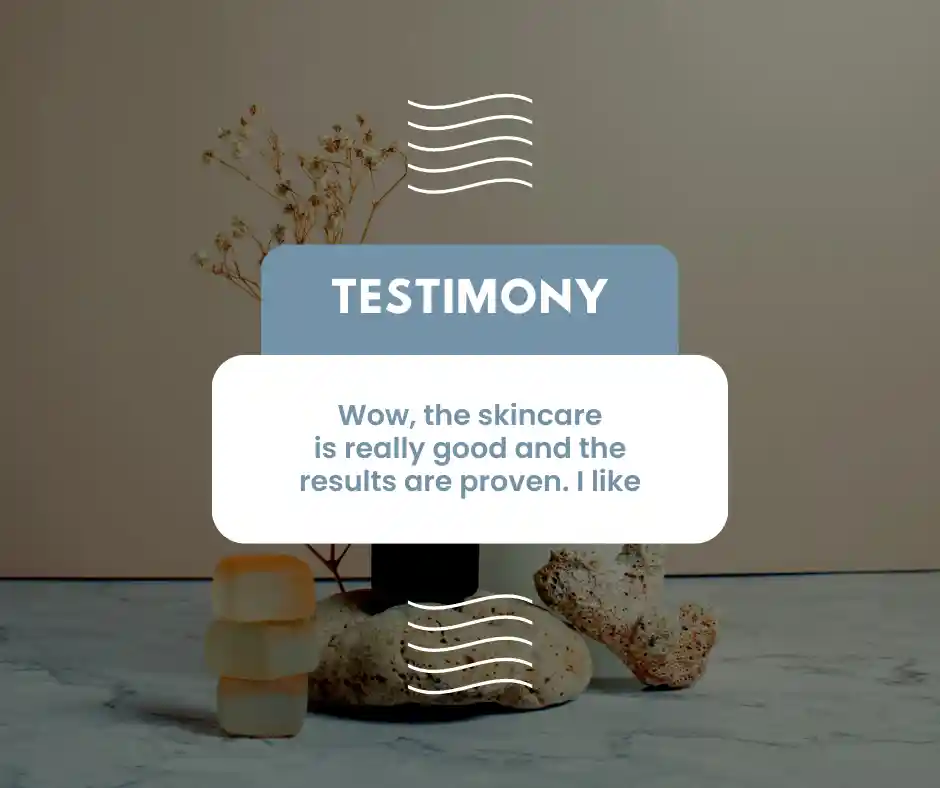 TESTIMONY
Wow, the skincare
is really good and the
results are proven. I like